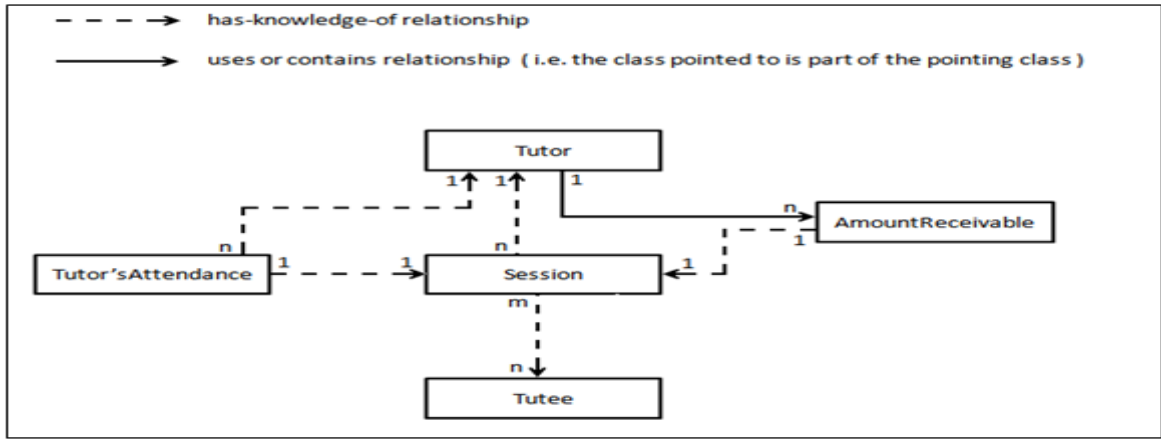 has-knowledge-of relationship
uses or contains relationship ( i.e. the class pointed to is part of the pointing class )
Tutor
1 1 1
n
AmountReceivable
1
n n
Tutor'sAttendance
1 1
Session
1
m
n
Tutee